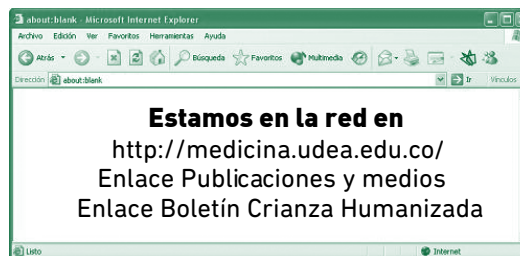 about:blank - Microsoft Internet Explorer
Archivo Edición Ver Favoritos Herramientas Ayuda
Atrás Búsqueda Favoritos Multimedia
Dirección about:blank Ir Vínculos
Estamos en la red en
http://medicina.udea.edu.co/
Enlace Publicaciones y medios
Enlace Boletín Crianza Humanizada
Listo Internet